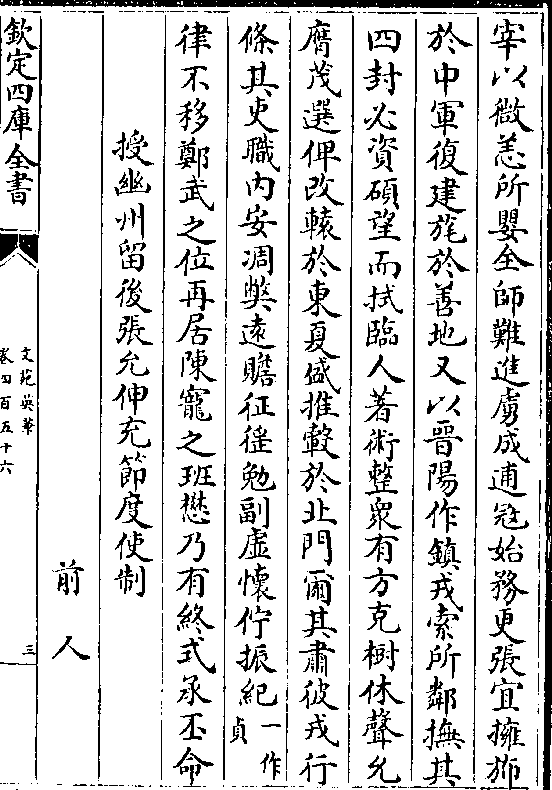 宰以微恙所嬰全師難進虜成逋寇始務更張宜擁斾
於中軍復建旄於善地又以晉陽作鎮戎索所鄰撫其
四封必資碩望而拭臨人著術整衆有方克樹休聲允
膺茂選俾改轅於東夏盛推轂於北門爾其肅彼戎行
條其吏職内安凋獘遠贍征徭勉副虛懷佇振紀一作貞
律不移鄭武之位再居陳寵之班懋乃有終式承丕命
授幽州留後張允伸充節度使制
前人
欽定四庫全書
文苑英華
卷四百五十六
三